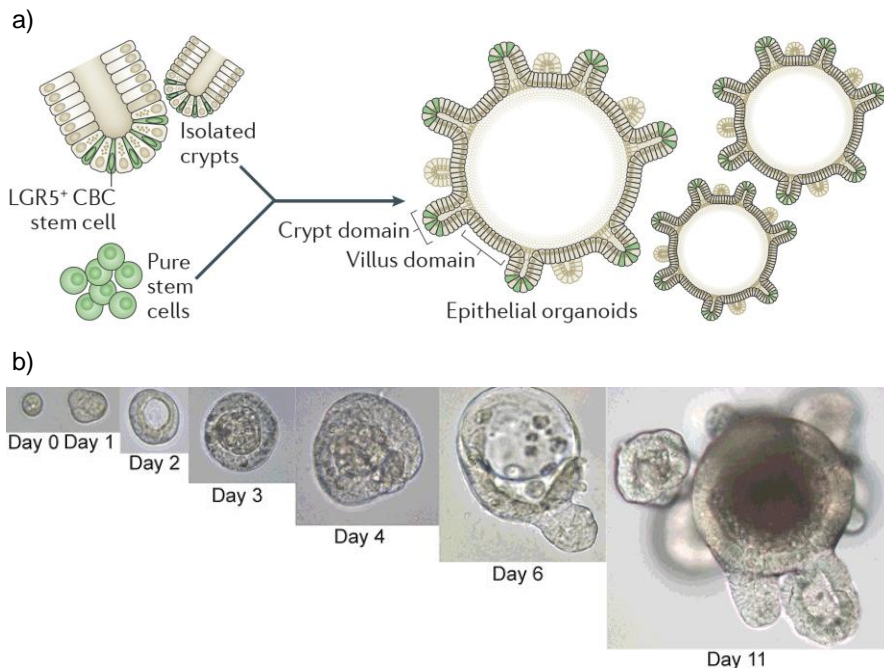 a)
Isolated
crypts
LGR5⁺ CBC
stem cell
Pure
stem
cells
Crypt domain
Villus domain
Epithelial organoids
b)
Day 0 Day 1
Day 2
Day 3
Day 4
Day 6
Day 11